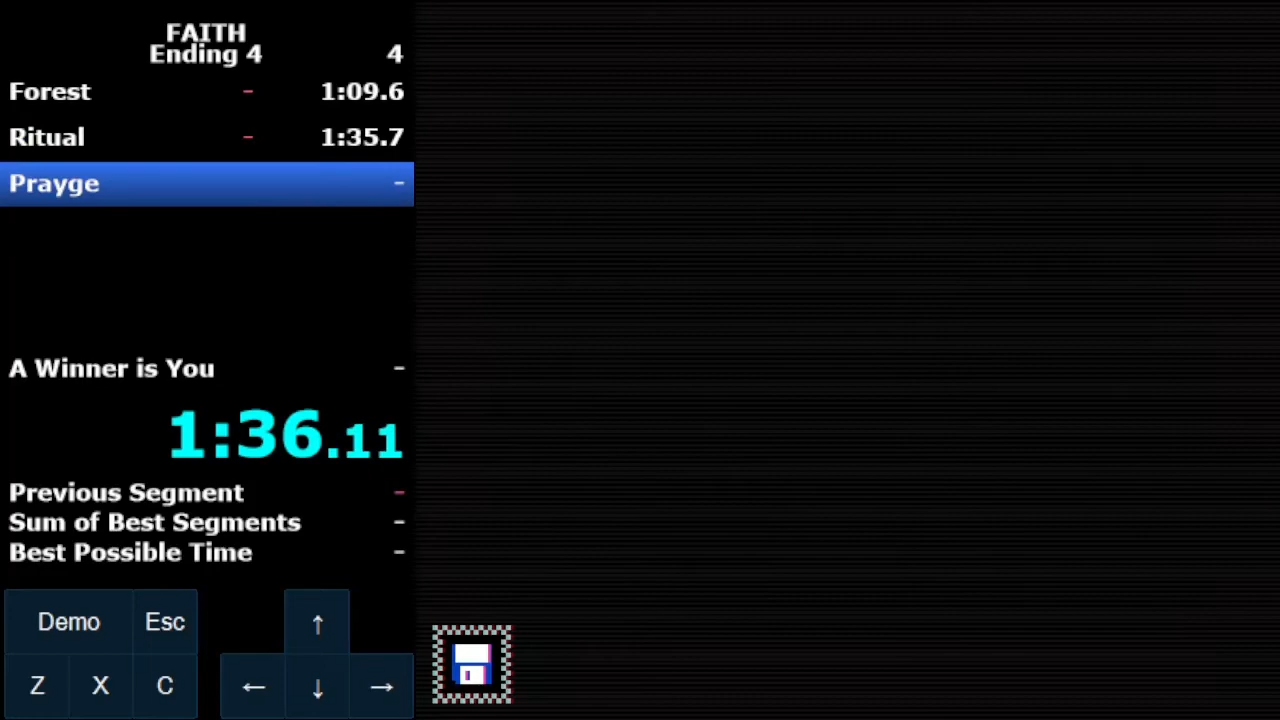 FAITH
Ending 4 4
Forest - 1:09.6
Ritual - 1:35.7
Prayge -
A Winner is You -
1:36.11
Previous Segment -
Sum of Best Segments -
Best Possible Time -
Demo Esc ↑
Z X C ← ↓ →